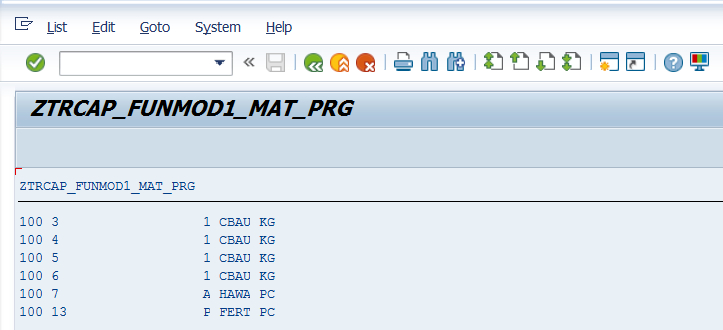 List Edit Goto System Help
ZTRCAP_FUNMOD1_MAT_PRG
ZTRCAP_FUNMOD1_MAT_PRG
100 3 1 CBAU KG
100 4 1 CBAU KG
100 5 1 CBAU KG
100 6 1 CBAU KG
100 7 A HAWA PC
100 13 P FERT PC